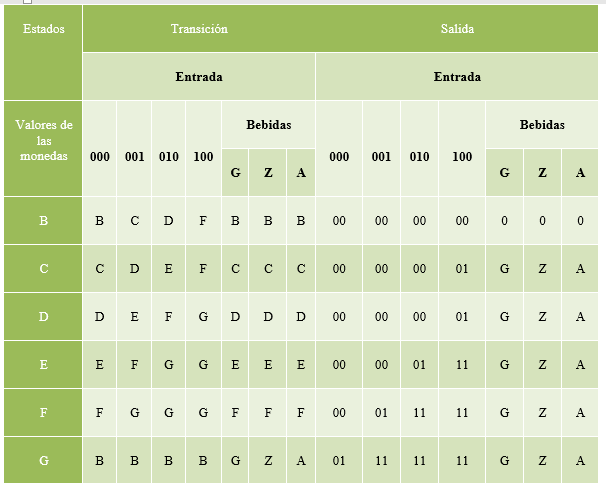 Estados Transición Salida
Entrada Entrada
Valores de las monedas 000 001 010 100 Bebidas 000 001 010 100 Bebidas
G Z A G Z A
B B C D F B B B 00 00 00 00 0 0 0
C C D E F C C C 00 00 00 01 G Z A
D D E F G D D D 00 00 00 01 G Z A
E E F G G E E E 00 00 01 11 G Z A
F F G G G F F F 00 01 11 11 G Z A
G B B B B G Z A 01 11 11 11 G Z A